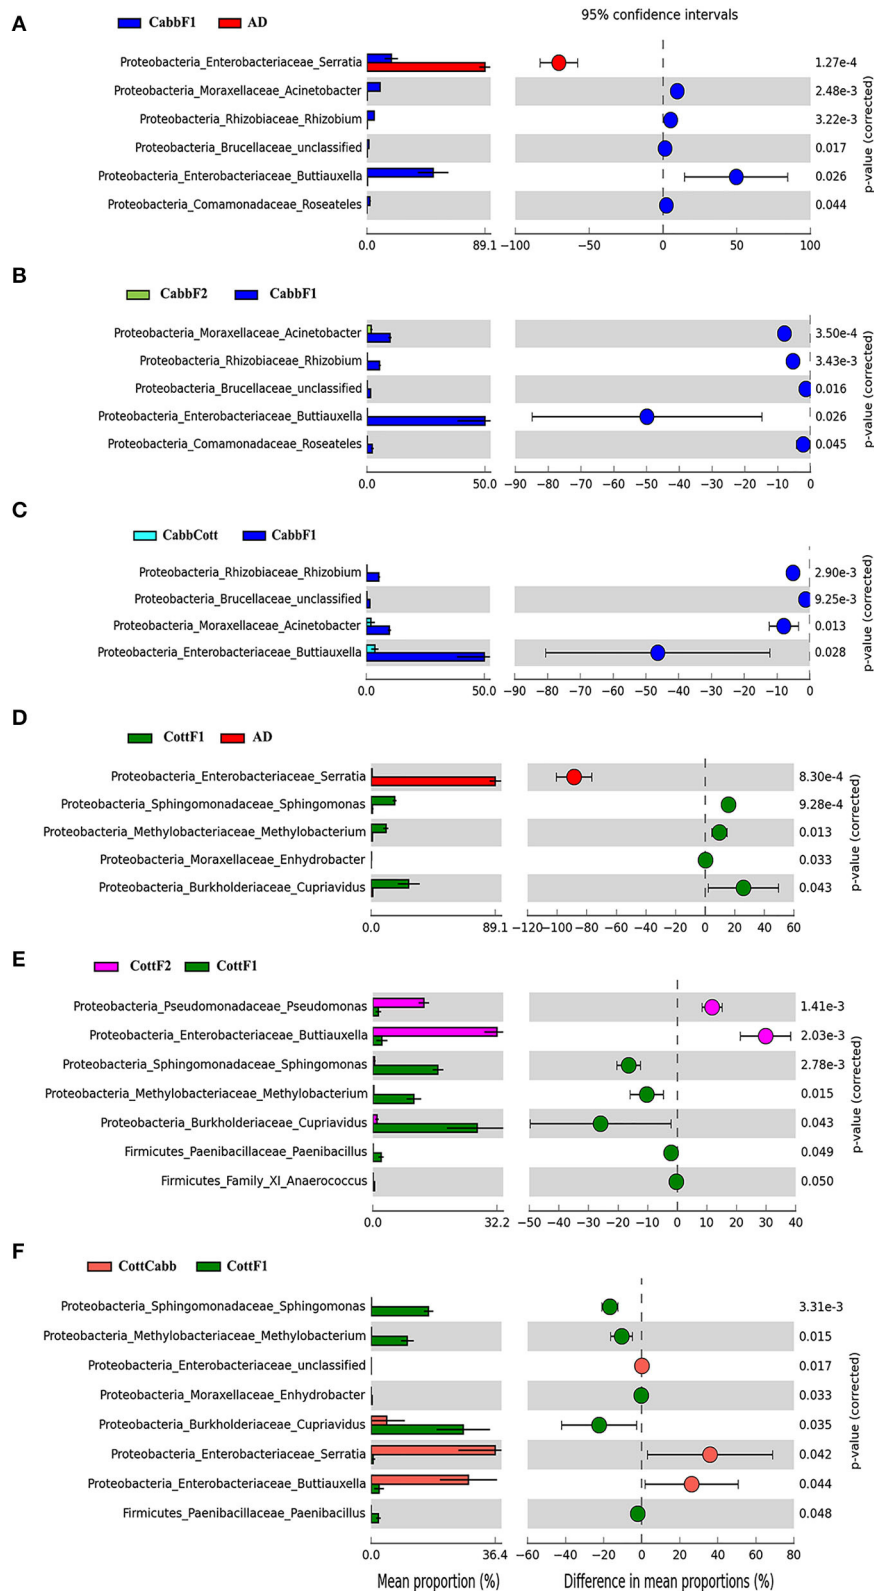 A
CabbF1 AD
95% confidence intervals
Proteobacteria_Enterobacteriaceae_Serratia 1.27e-4
Proteobacteria_Moraxellaceae_Acinetobacter 2.48e-3
Proteobacteria_Rhizobiaceae_Rhizobium 3.22e-3
Proteobacteria_Brucellaceae_unclassified 0.017
Proteobacteria_Enterobacteriaceae_Buttiauxella 0.026
Proteobacteria_Comamonadaceae_Roseateles 0.044
0.0 89.1 −100 −50 0 50 100
p-value (corrected)
B
CabbF2 CabbF1
Proteobacteria_Moraxellaceae_Acinetobacter 3.50e-4
Proteobacteria_Rhizobiaceae_Rhizobium 3.43e-3
Proteobacteria_Brucellaceae_unclassified 0.016
Proteobacteria_Enterobacteriaceae_Buttiauxella 0.026
Proteobacteria_Comamonadaceae_Roseateles 0.045
0.0 50.0 −90 −80 −70 −60 −50 −40 −30 −20 −10 0
p-value (corrected)
C
CabbCott CabbF1
Proteobacteria_Rhizobiaceae_Rhizobium 2.90e-3
Proteobacteria_Brucellaceae_unclassified 9.25e-3
Proteobacteria_Moraxellaceae_Acinetobacter 0.013
Proteobacteria_Enterobacteriaceae_Buttiauxella 0.028
0.0 50.0 −90 −80 −70 −60 −50 −40 −30 −20 −10 0
p-value (corrected)
D
CottF1 AD
Proteobacteria_Enterobacteriaceae_Serratia 8.30e-4
Proteobacteria_Sphingomonadaceae_Sphingomonas 9.28e-4
Proteobacteria_Methylobacteriaceae_Methylobacterium 0.013
Proteobacteria_Moraxellaceae_Enhydrobacter 0.033
Proteobacteria_Burkholderiaceae_Cupriavidus 0.043
0.0 89.1 −120 −100 −80 −60 −40 −20 0 20 40 60
p-value (corrected)
E
CottF2 CottF1
Proteobacteria_Pseudomonadaceae_Pseudomonas 1.41e-3
Proteobacteria_Enterobacteriaceae_Buttiauxella 2.03e-3
Proteobacteria_Sphingomonadaceae_Sphingomonas 2.78e-3
Proteobacteria_Methylobacteriaceae_Methylobacterium 0.015
Proteobacteria_Burkholderiaceae_Cupriavidus 0.043
Firmicutes_Paenibacillaceae_Paenibacillus 0.049
Firmicutes_Family_XI_Anaerococcus 0.050
0.0 32.2 −50 −40 −30 −20 −10 0 10 20 30 40
p-value (corrected)
F
CottCabb CottF1
Proteobacteria_Sphingomonadaceae_Sphingomonas 3.31e-3
Proteobacteria_Methylobacteriaceae_Methylobacterium 0.015
Proteobacteria_Enterobacteriaceae_unclassified 0.017
Proteobacteria_Moraxellaceae_Enhydrobacter 0.033
Proteobacteria_Burkholderiaceae_Cupriavidus 0.035
Proteobacteria_Enterobacteriaceae_Serratia 0.042
Proteobacteria_Enterobacteriaceae_Buttiauxella 0.044
Firmicutes_Paenibacillaceae_Paenibacillus 0.048
0.0 36.4 −60 −40 −20 0 20 40 60 80
p-value (corrected)
Mean proportion (%) Difference in mean proportions (%)